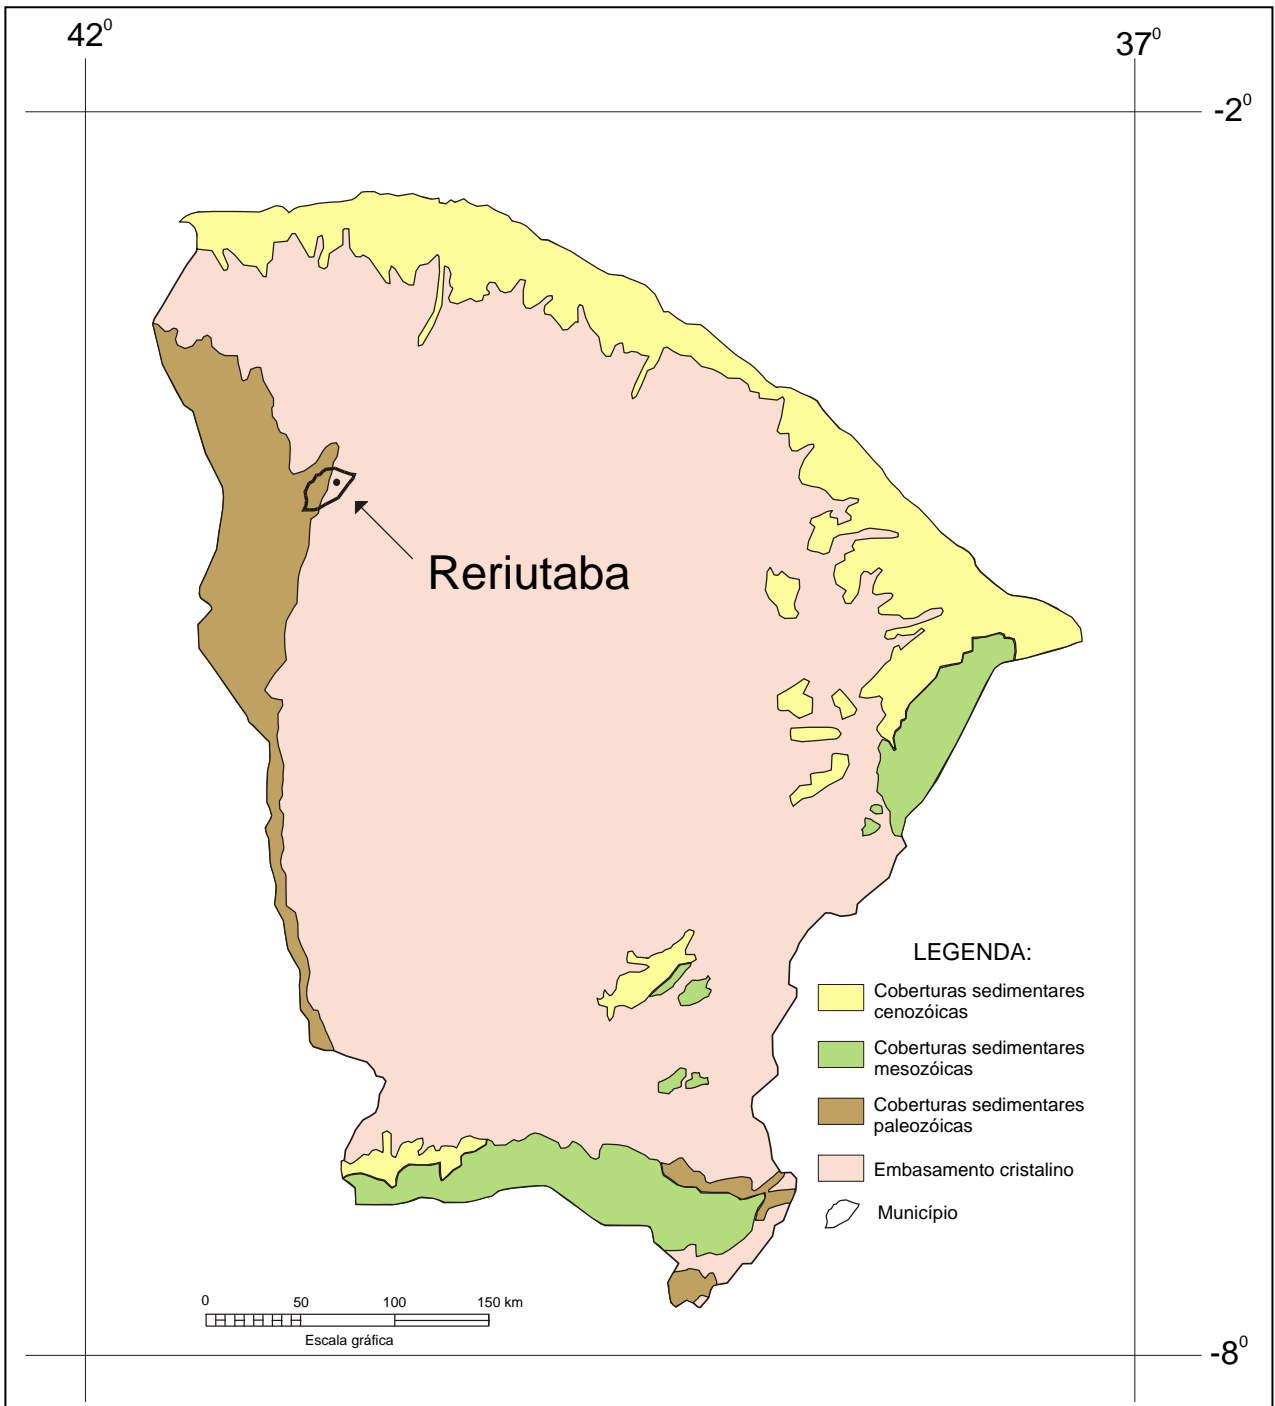 42⁰
37⁰
-2⁰
Reriutaba
LEGENDA:
Coberturas sedimentares
cenozóicas
Coberturas sedimentares
mesozóicas
Coberturas sedimentares
paleozóicas
Embasamento cristalino
Município
0 50 100 150 km
Escala gráfica
-8⁰